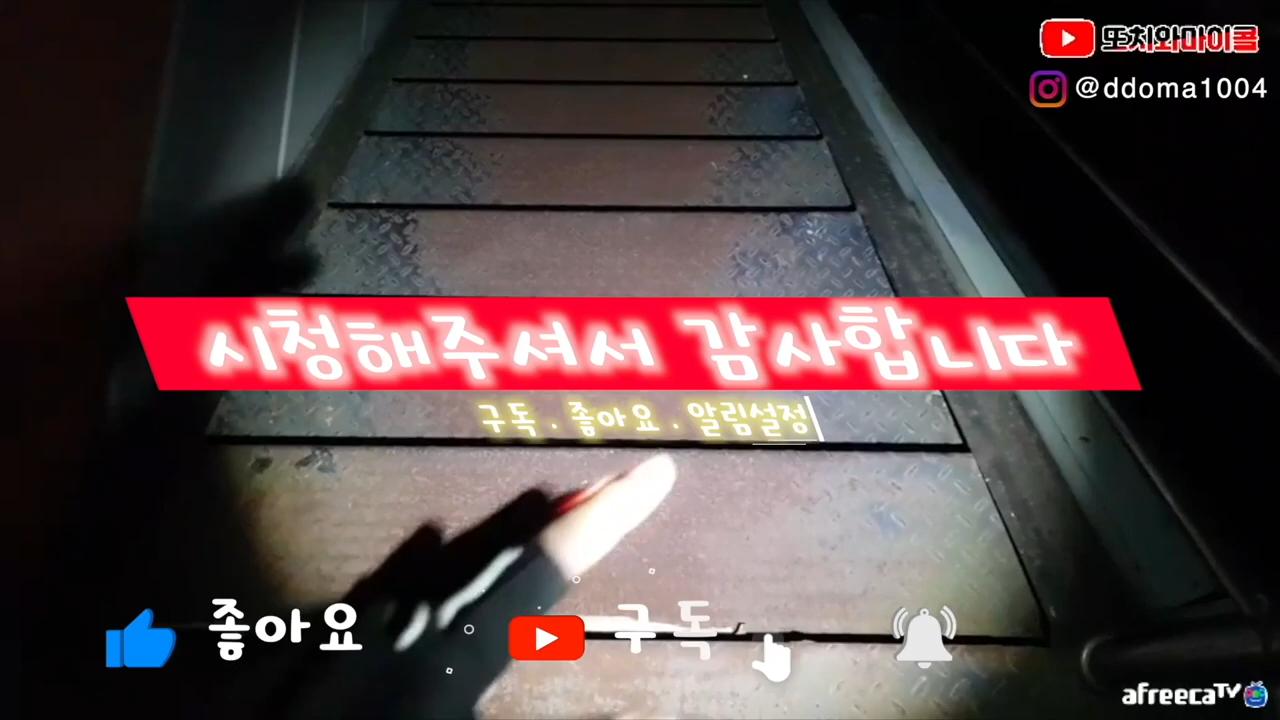 또치와마이콜
@ddoma1004
시청해주셔서 감사합니다
구독 . 좋아요 . 알림설정
좋아요
구독
afreecaTV